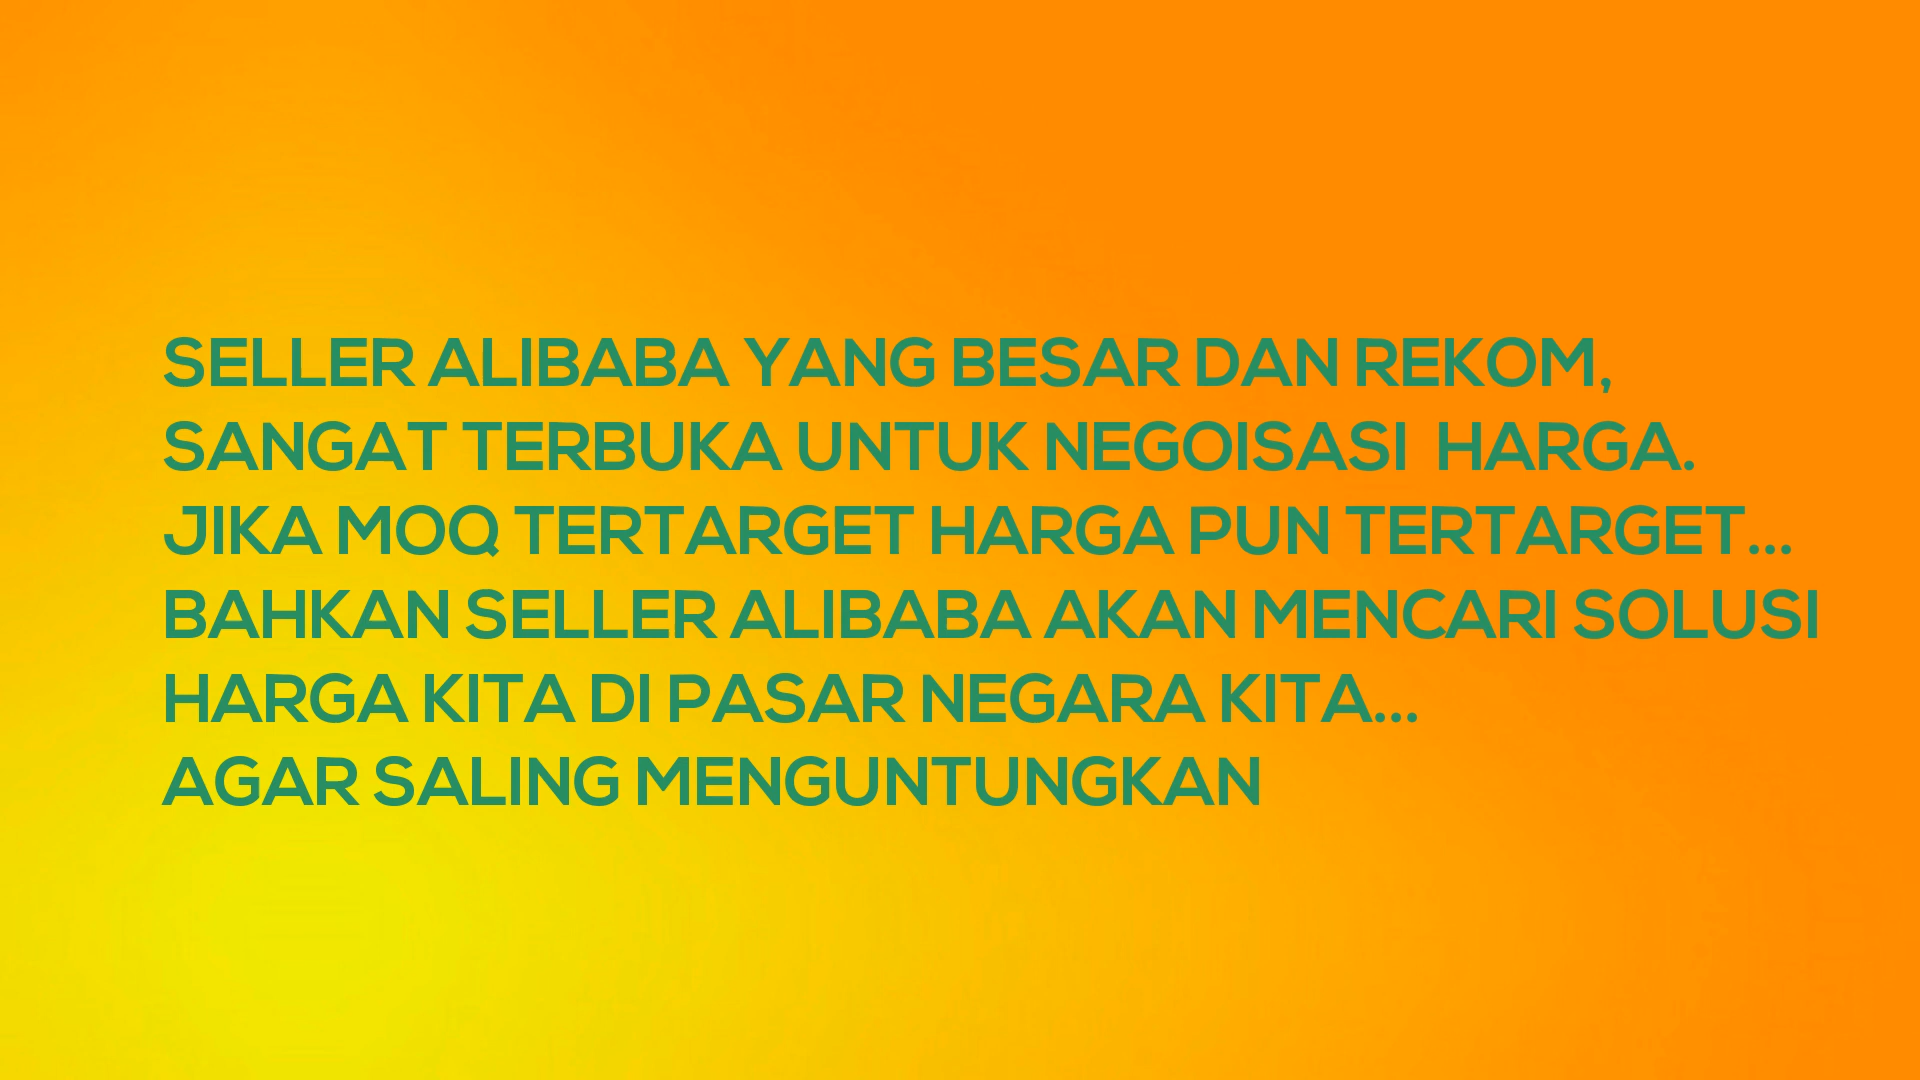 SELLER ALIBABA YANG BESAR DAN REKOM,
SANGAT TERBUKA UNTUK NEGOISASI  HARGA.
JIKA MOQ TERTARGET HARGA PUN TERTARGET...
BAHKAN SELLER ALIBABA AKAN MENCARI SOLUSI
HARGA KITA DI PASAR NEGARA KITA...
AGAR SALING MENGUNTUNGKAN